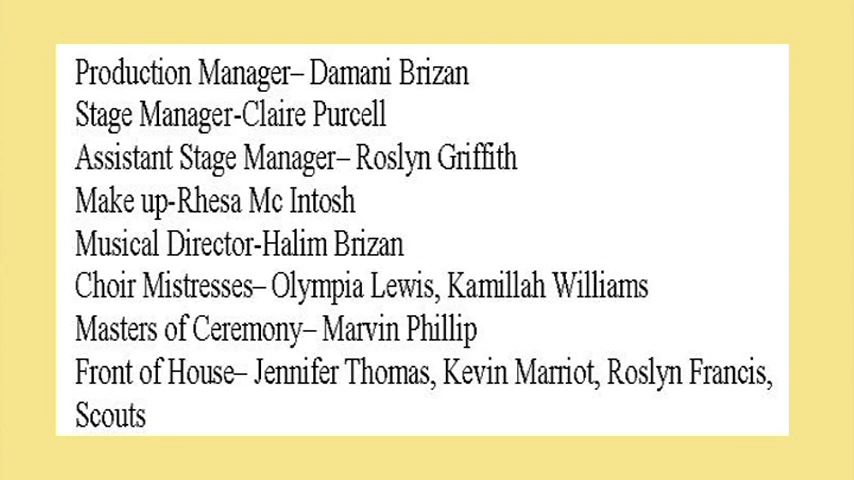 Production Manager– Damani Brizan
Stage Manager-Claire Purcell
Assistant Stage Manager– Roslyn Griffith
Make up-Rhesa Mc Intosh
Musical Director-Halim Brizan
Choir Mistresses– Olympia Lewis, Kamillah Williams
Masters of Ceremony– Marvin Phillip
Front of House– Jennifer Thomas, Kevin Marriot, Roslyn Francis,
Scouts